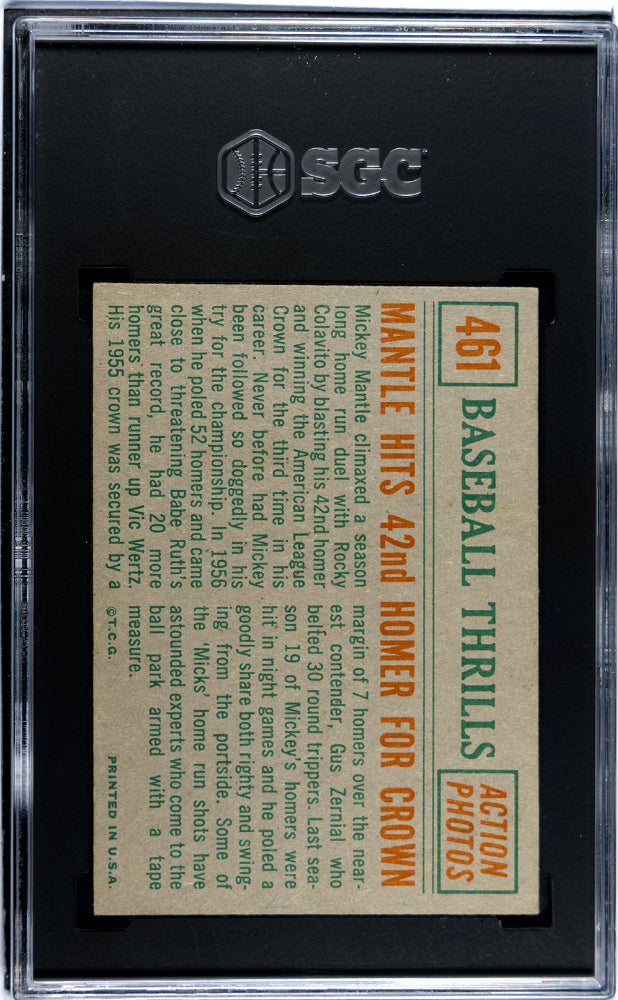 SGC
461
BASEBALL THRILLS
ACTION
PHOTOS
MANTLE HITS 42nd HOMER FOR CROWN
Mickey Mantle climaxed a season
long home run duel with Rocky
Colavito by blasting his 42nd homer
and winning the American League
Crown for the third time in his
career. Never before had Mickey
been followed so doggedly in his
try for the championship. In 1956
when he poled 52 homers and came
close to threatening Babe Ruth's
great record, he had 20 more
homers than runner up Vic Wertz.
His 1955 crown was secured by a
margin of 7 homers over the near-
est contender, Gus Zernial who
belted 30 round trippers. Last sea-
son 19 of Mickey's homers were
hit in night games and he poled a
goodly share both righty and swing-
ing from the portside. Some of
the 'Micks' home run shots have
astounded experts who come to the
ball park armed with a tape
measure.
©T.C.G.
PRINTED IN U.S.A.